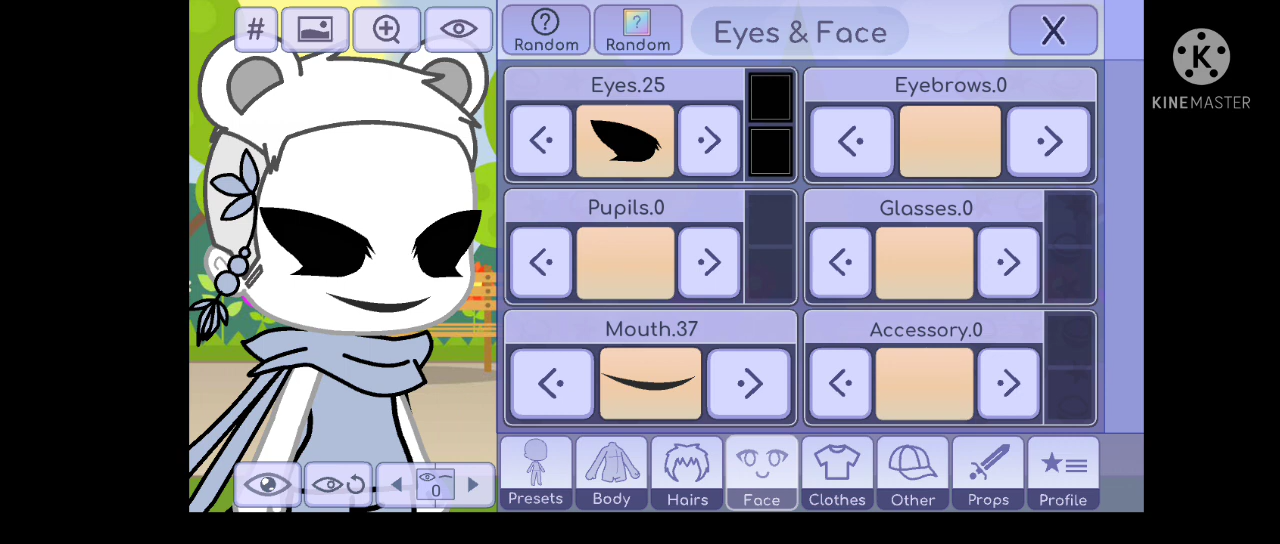 #
? Random
? Random
Eyes & Face
X
K
KINEMASTER
Eyes.25
Eyebrows.0
Pupils.0
Glasses.0
Mouth.37
Accessory.0
0
Presets
Body
Hairs
Face
Clothes
Other
Props
Profile